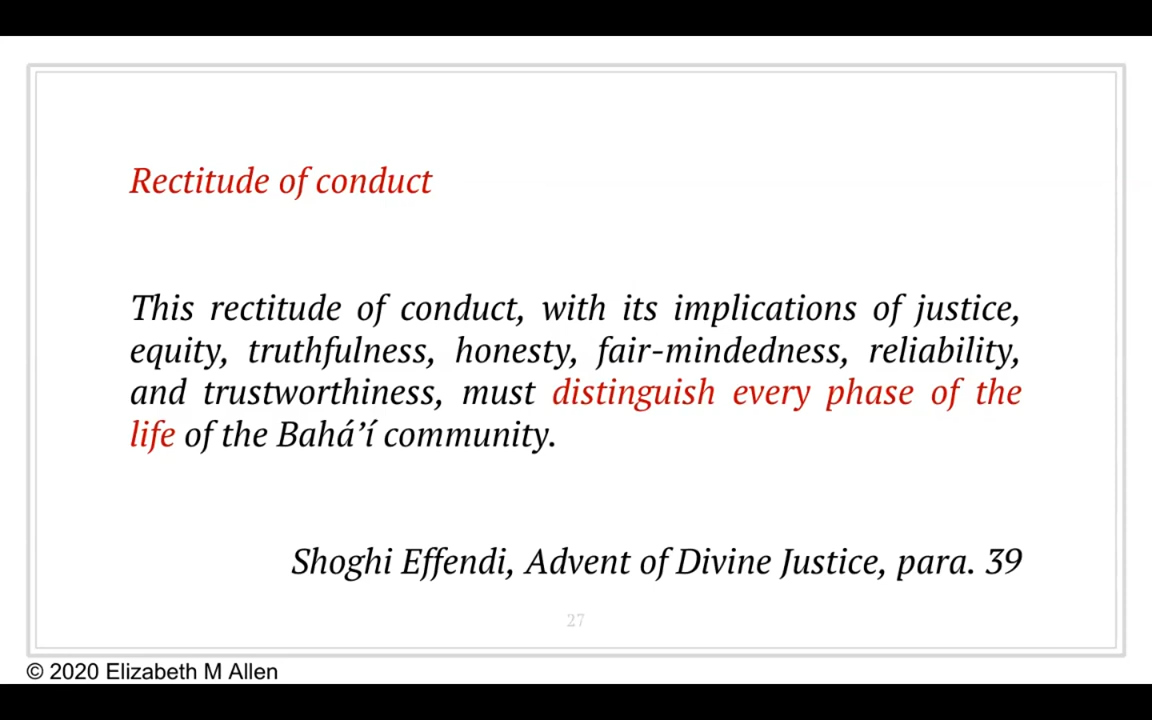 Rectitude of conduct
This rectitude of conduct, with its implications of justice,
equity, truthfulness, honesty, fair-mindedness, reliability,
and trustworthiness, must distinguish every phase of the
life of the Bahá’í community.
Shoghi Effendi, Advent of Divine Justice, para. 39
27
© 2020 Elizabeth M Allen